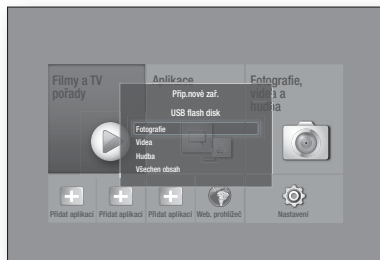 Filmy a TV
pořady
Aplikace
Fotografie,
videa a
hudba
Přip.nové zař.
USB flash disk
Fotografie
Videa
Hudba
Všechen obsah
Přidat aplikaci
Přidat aplikaci
Přidat aplikaci
Web. prohlížeč
Nastavení